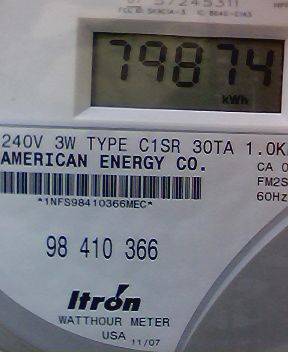 57245311
79874
kWh
240V 3W TYPE C1SR 30TA 1.0K
AMERICAN ENERGY CO.
CA 0
FM2S
60Hz
*1NFS98410366MEC*
98 410 366
Itron
WATTHOUR METER
USA 11/07